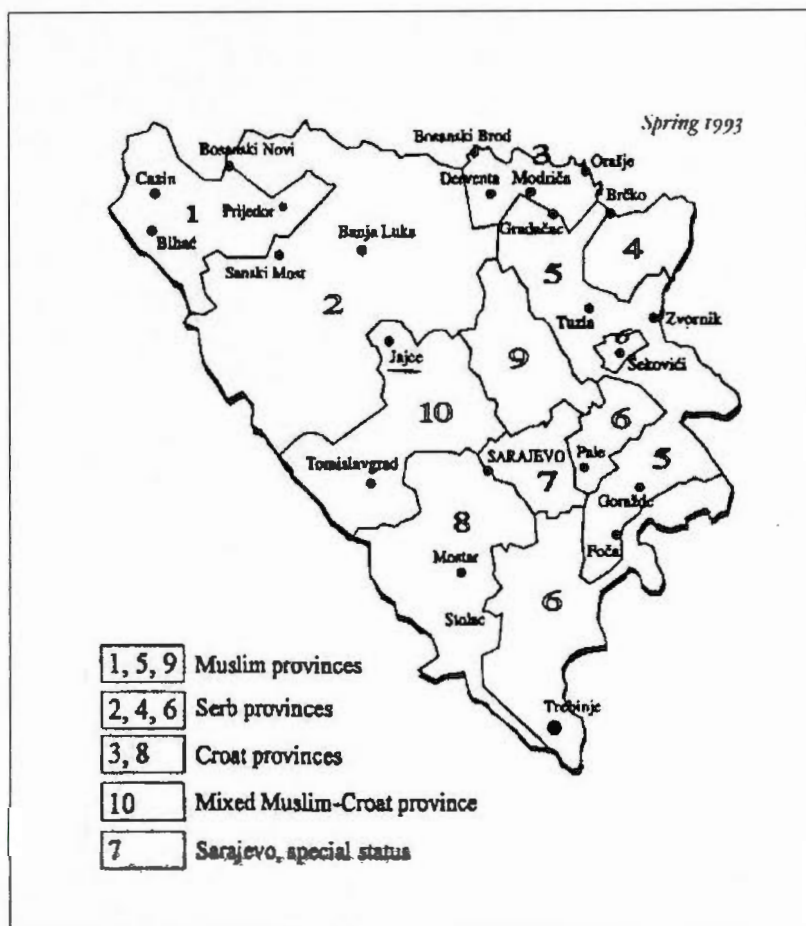 Spring 1993
Bosanski Brod
3
Orašje
Bosanski Novi
Cazin
Derventa
Modriča
Brčko
1
Prijedor
Gradačac
4
Bihać
Banja Luka
5
Sanski Most
2
Tuzla
Zvornik
Jajce
6
Šekovići
9
10
6
SARAJEVO
Pale
5
Tomislavgrad
7
Goražde
8
Foča
Mostar
6
Stolac
Trebinje
1, 5, 9 Muslim provinces
2, 4, 6 Serb provinces
3, 8 Croat provinces
10 Mixed Muslim-Croat province
7 Sarajevo, special status